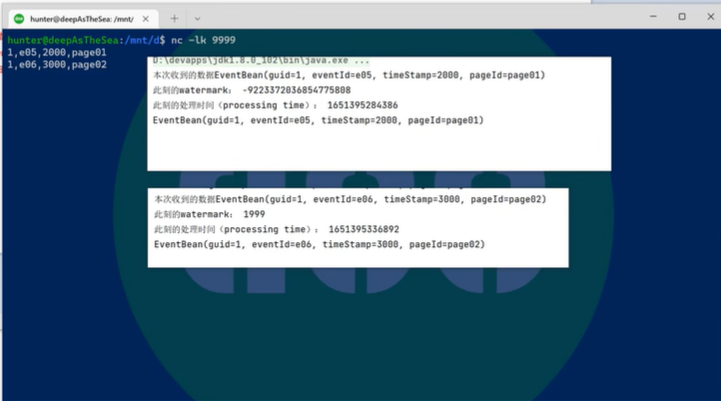 hunter@deepAsTheSea: /mnt/
hunter@deepAsTheSea:/mnt/d$ nc -lk 9999
1,e05,2000,page01
1,e06,3000,page02
D:\devapps\jdk1.8.0_102\bin\java.exe ...
本次收到的数据EventBean(guid=1, eventId=e05, timeStamp=2000, pageId=page01)
此刻的watermark： -9223372036854775808
此刻的处理时间（processing time）： 1651395284386
EventBean(guid=1, eventId=e05, timeStamp=2000, pageId=page01)
本次收到的数据EventBean(guid=1, eventId=e06, timeStamp=3000, pageId=page02)
此刻的watermark： 1999
此刻的处理时间（processing time）： 1651395336892
EventBean(guid=1, eventId=e06, timeStamp=3000, pageId=page02)